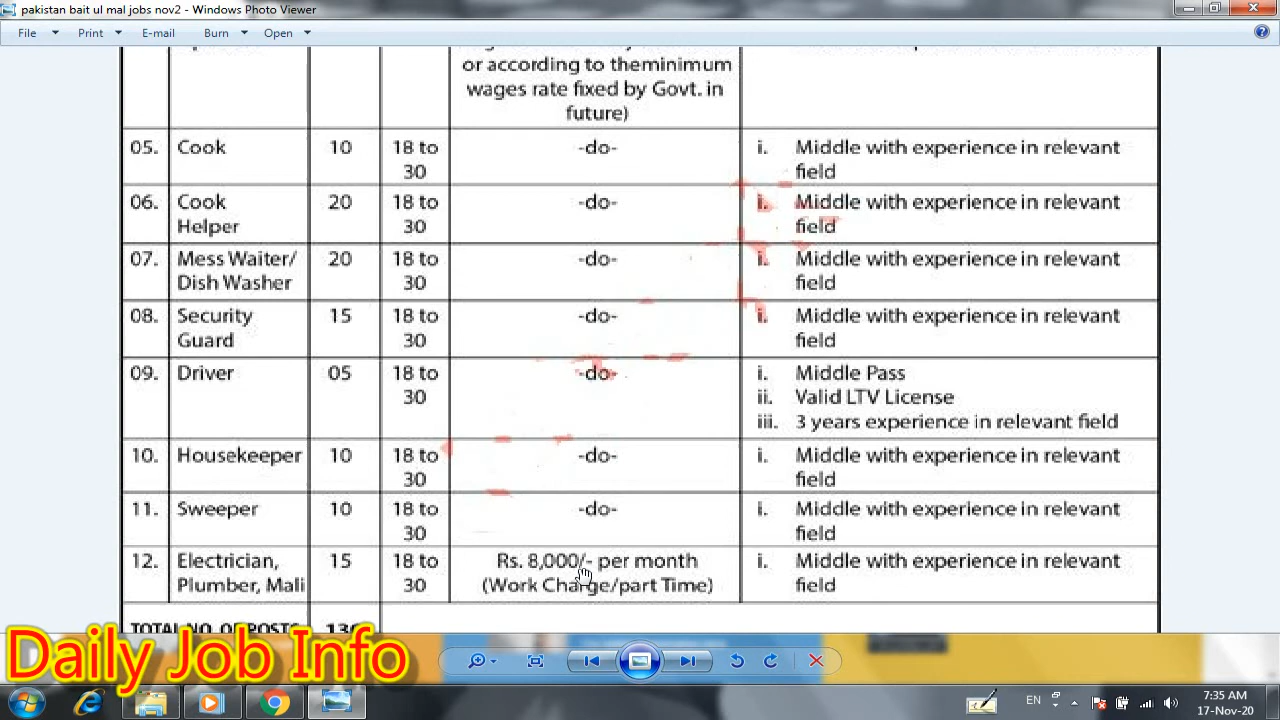 pakistan bait ul mal jobs nov2 - Windows Photo Viewer
File Print E-mail Burn Open
or according to theminimum
wages rate fixed by Govt. in
future)
05. Cook 10 18 to -do- i. Middle with experience in relevant
30 field
06. Cook 20 18 to -do- i. Middle with experience in relevant
Helper 30 field
07. Mess Waiter/ 20 18 to -do- i. Middle with experience in relevant
Dish Washer 30 field
08. Security 15 18 to -do- i. Middle with experience in relevant
Guard 30 field
09. Driver 05 18 to -do- i. Middle Pass
30 ii. Valid LTV License
iii. 3 years experience in relevant field
10. Housekeeper 10 18 to -do- i. Middle with experience in relevant
30 field
11. Sweeper 10 18 to -do- i. Middle with experience in relevant
30 field
12. Electrician, 15 18 to Rs. 8,000/- per month i. Middle with experience in relevant
Plumber, Mali 30 (Work Charge/part Time) field
TOTAL NO. OF POSTS
Daily Job Info
EN 7:35 AM
17-Nov-20